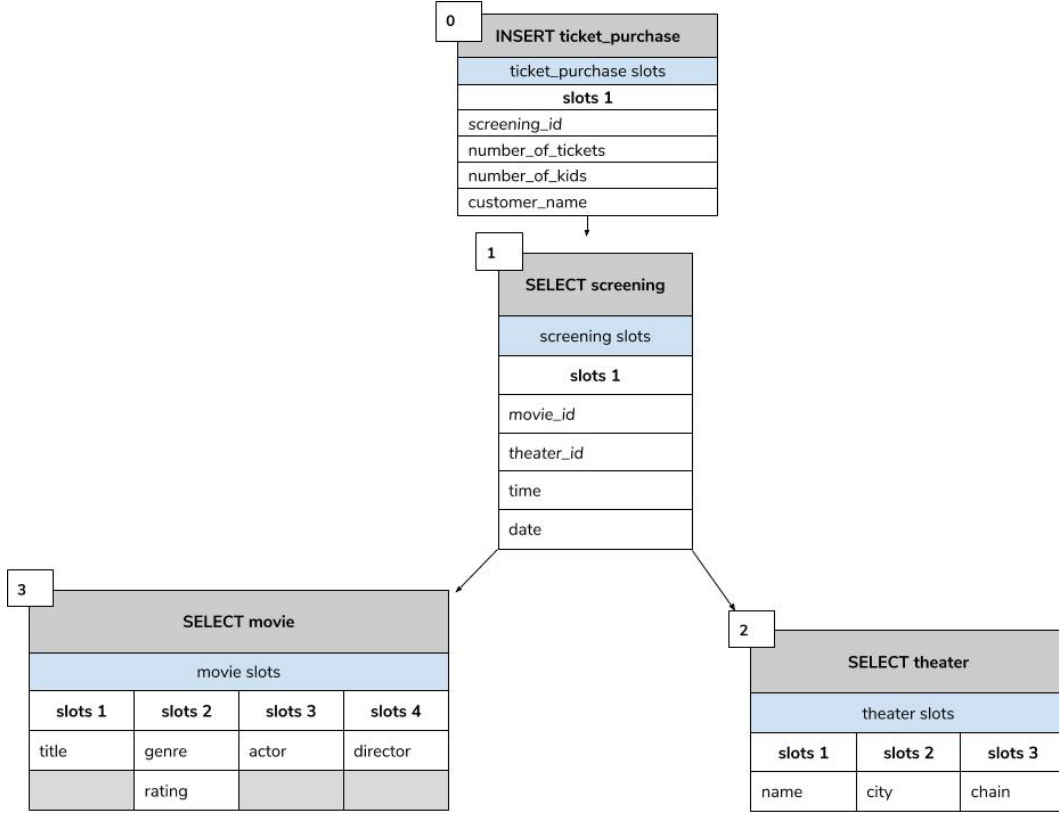 0
INSERT ticket_purchase
ticket_purchase slots
slots 1
screening_id
number_of_tickets
number_of_kids
customer_name
1
SELECT screening
screening slots
slots 1
movie_id
theater_id
time
date
3
SELECT movie
movie slots
slots 1 slots 2 slots 3 slots 4
title genre actor director
rating
2
SELECT theater
theater slots
slots 1 slots 2 slots 3
name city chain